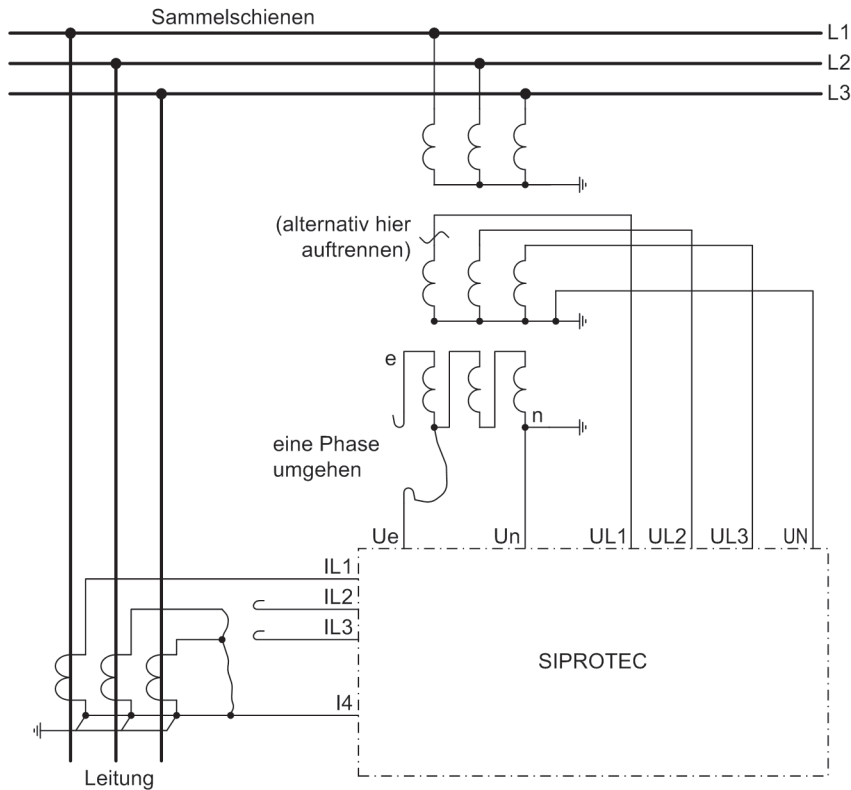 Sammelschienen
L1
L2
L3
(alternativ hier
auftrennen)
e
n
eine Phase
umgehen
Ue
Un
UL1
UL2
UL3
UN
IL1
IL2
IL3
SIPROTEC
I4
Leitung